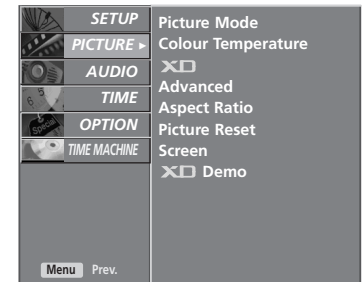 SETUP
PICTURE ►
AUDIO
TIME
OPTION
TIME MACHINE
Menu Prev.
Picture Mode
Colour Temperature
XD
Advanced
Aspect Ratio
Picture Reset
Screen
XD Demo